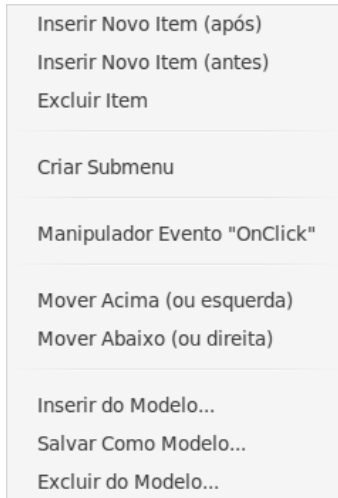 Inserir Novo Item (após)
Inserir Novo Item (antes)
Excluir Item
Criar Submenu
Manipulador Evento "OnClick"
Mover Acima (ou esquerda)
Mover Abaixo (ou direita)
Inserir do Modelo...
Salvar Como Modelo...
Excluir do Modelo...